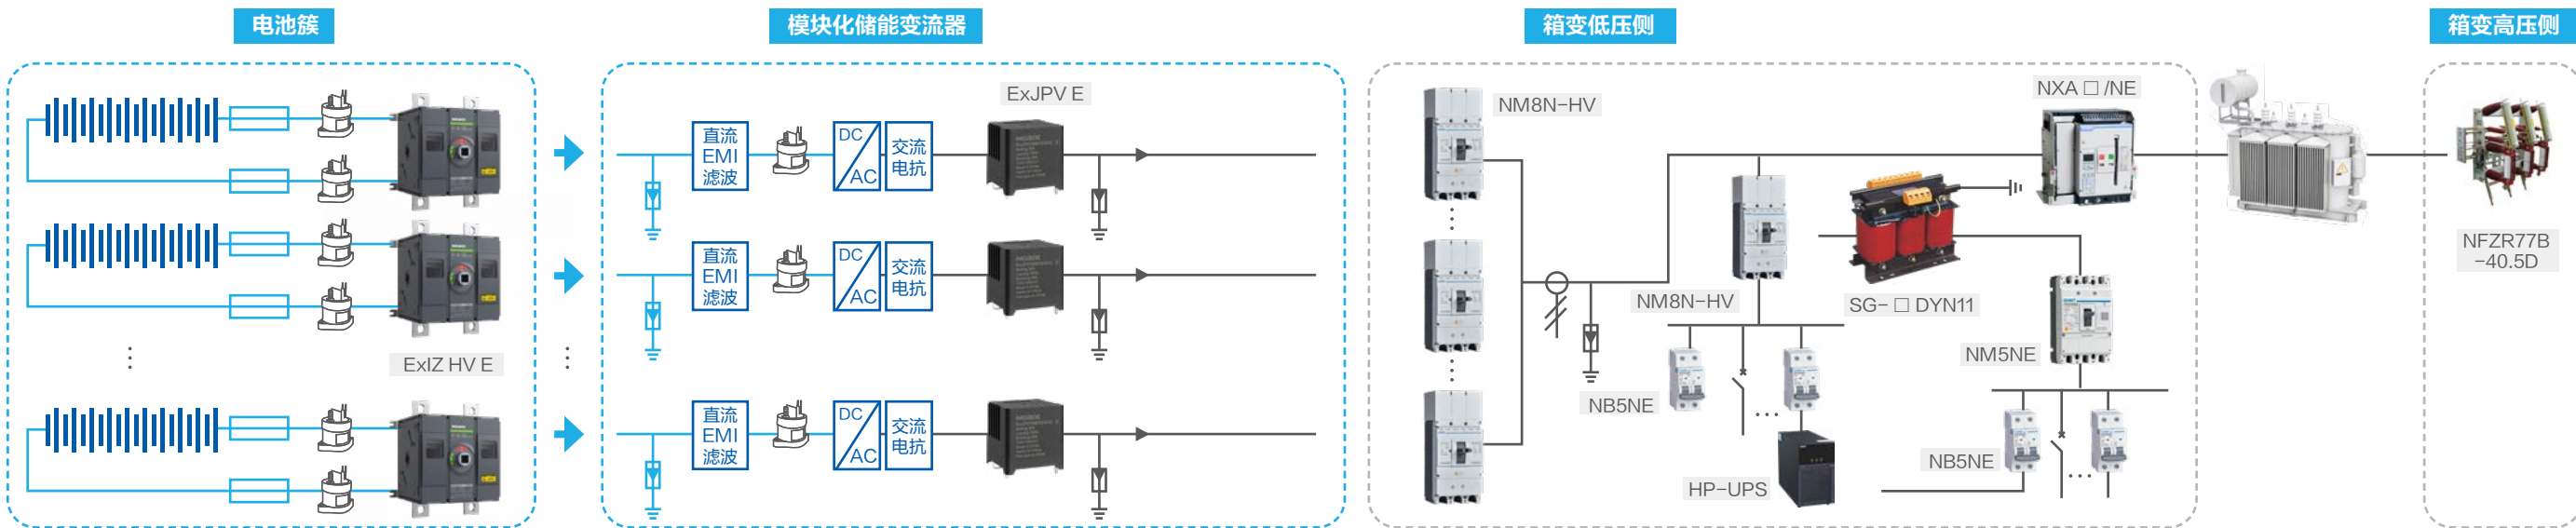 电池簇
模块化储能变流器
箱变低压侧
箱变高压侧
ExIZ HV E
ExJPV E
直流
EMI
滤波
DC
AC
交流
电抗
直流
EMI
滤波
DC
AC
交流
电抗
直流
EMI
滤波
DC
AC
交流
电抗
NM8N-HV
NXA □ /NE
NM8N-HV
SG- □ DYN11
NM5NE
NB5NE
HP-UPS
NB5NE
NFZR77B
-40.5D